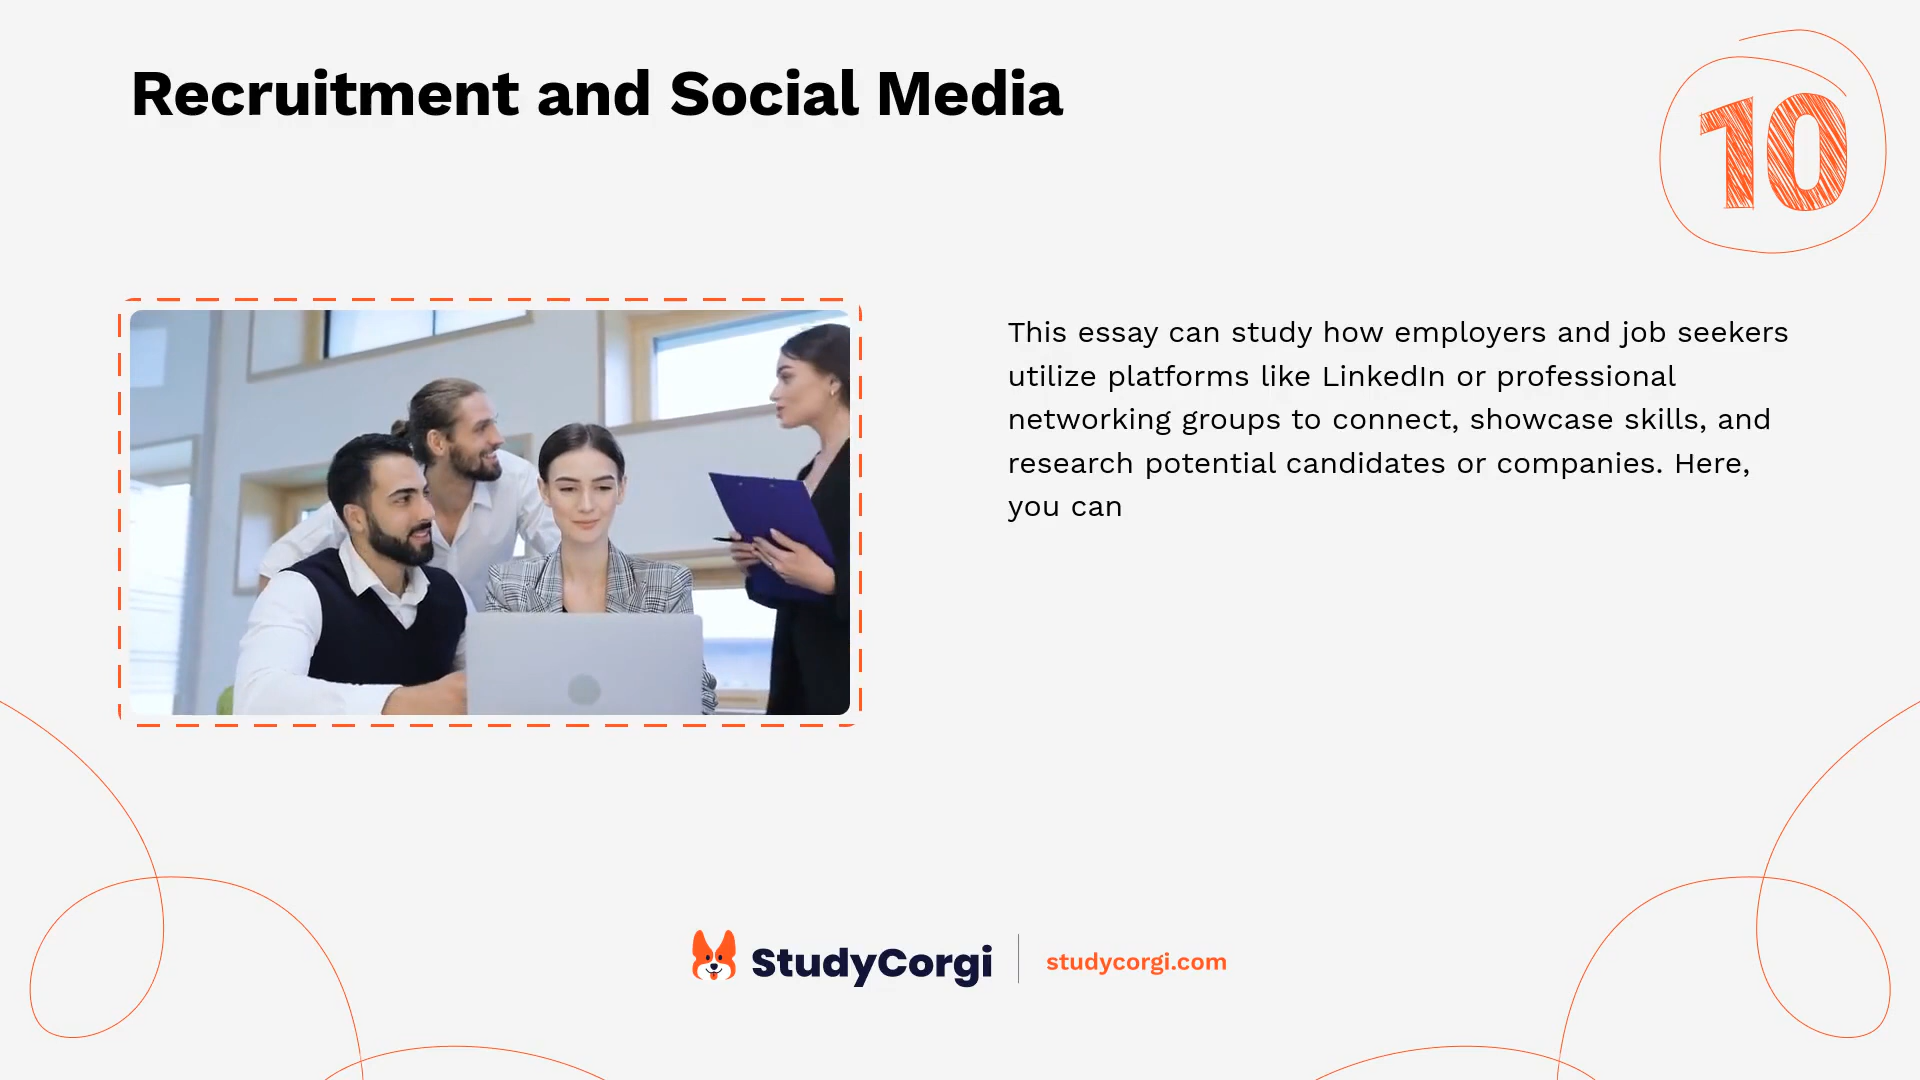 Recruitment and Social Media
10
This essay can study how employers and job seekers
utilize platforms like LinkedIn or professional
networking groups to connect, showcase skills, and
research potential candidates or companies. Here,
you can
StudyCorgi
studycorgi.com